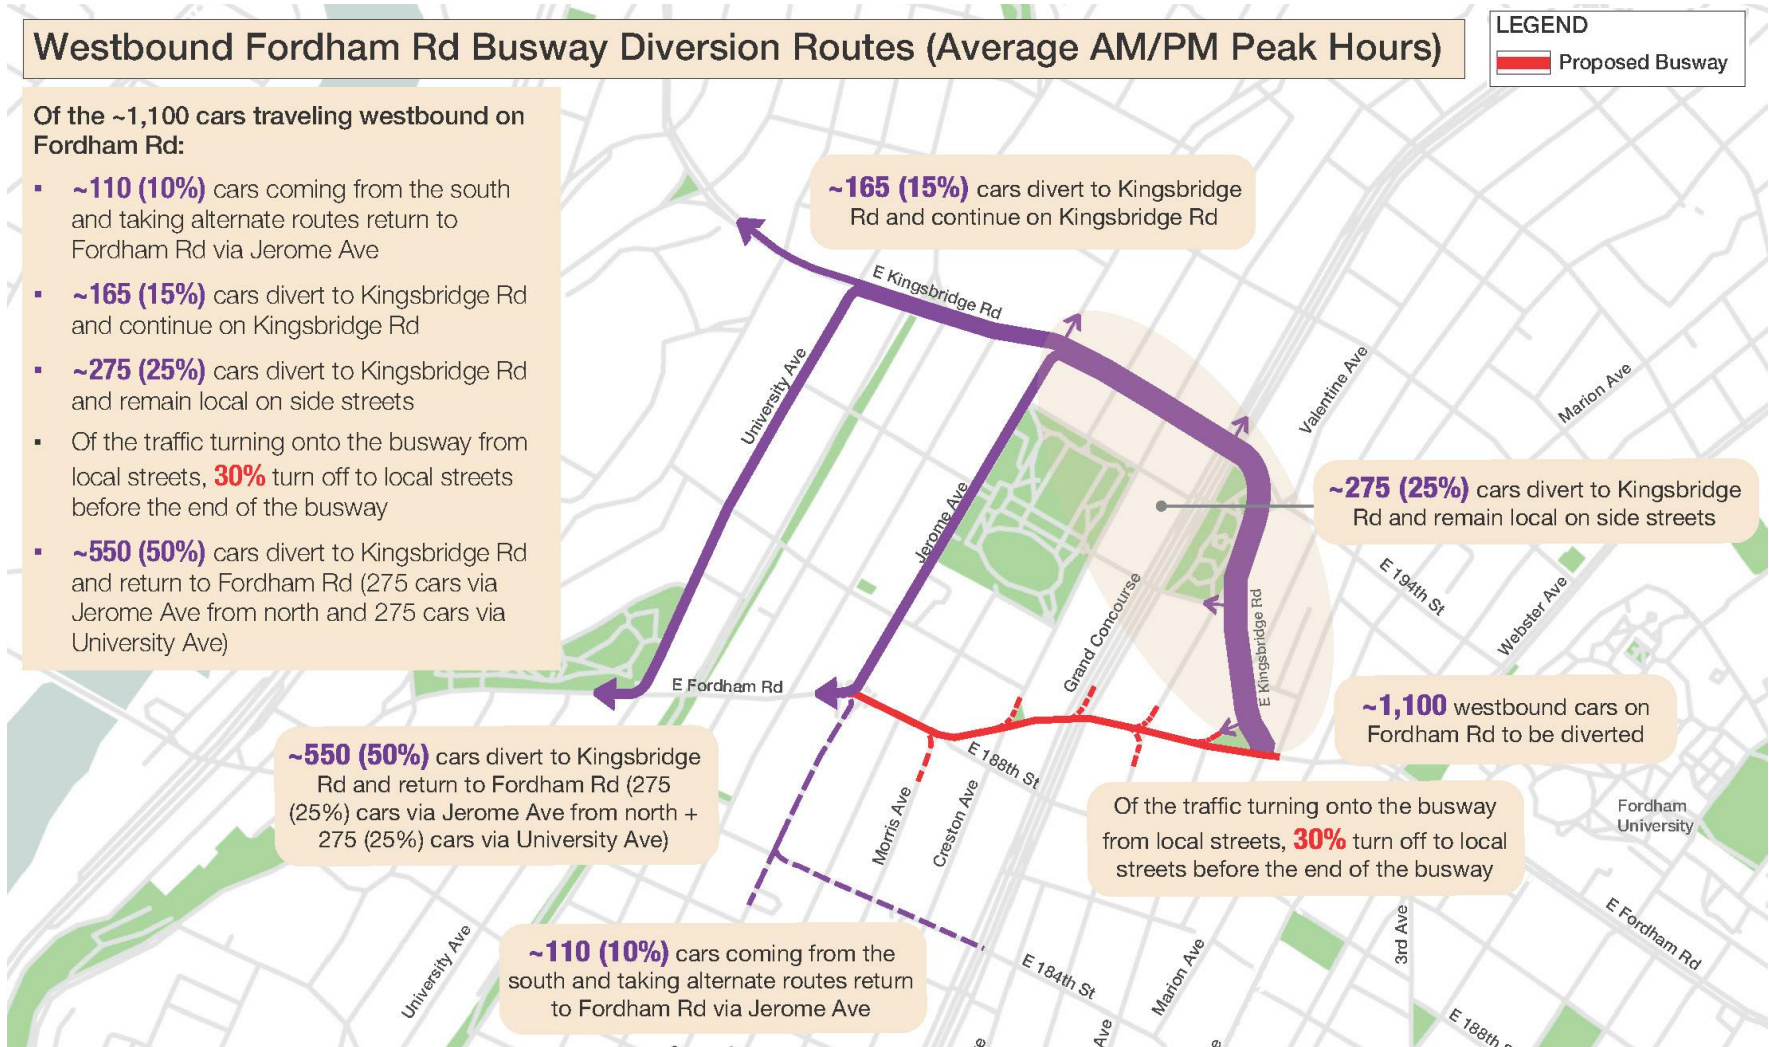 Westbound Fordham Rd Busway Diversion Routes (Average AM/PM Peak Hours)
LEGEND
Proposed Busway
Of the ~1,100 cars traveling westbound on
Fordham Rd:
▪ ~110 (10%) cars coming from the south
and taking alternate routes return to
Fordham Rd via Jerome Ave
▪ ~165 (15%) cars divert to Kingsbridge Rd
and continue on Kingsbridge Rd
▪ ~275 (25%) cars divert to Kingsbridge Rd
and remain local on side streets
▪ Of the traffic turning onto the busway from
local streets, 30% turn off to local streets
before the end of the busway
▪ ~550 (50%) cars divert to Kingsbridge Rd
and return to Fordham Rd (275 cars via
Jerome Ave from north and 275 cars via
University Ave)
~165 (15%) cars divert to Kingsbridge
Rd and continue on Kingsbridge Rd
E Kingsbridge Rd
University Ave
Valentine Ave
Marion Ave
Jerome Ave
~275 (25%) cars divert to Kingsbridge
Rd and remain local on side streets
E 194th St
Webster Ave
Grand Concourse
E Kingsbridge Rd
E Fordham Rd
~1,100 westbound cars on
Fordham Rd to be diverted
~550 (50%) cars divert to Kingsbridge
Rd and return to Fordham Rd (275
(25%) cars via Jerome Ave from north +
275 (25%) cars via University Ave)
E 188th St
Morris Ave
Creston Ave
Of the traffic turning onto the busway
from local streets, 30% turn off to local
streets before the end of the busway
Fordham
University
~110 (10%) cars coming from the
south and taking alternate routes return
to Fordham Rd via Jerome Ave
University Ave
E 184th St
Marion Ave
3rd Ave
E Fordham Rd
E 188th
Ave